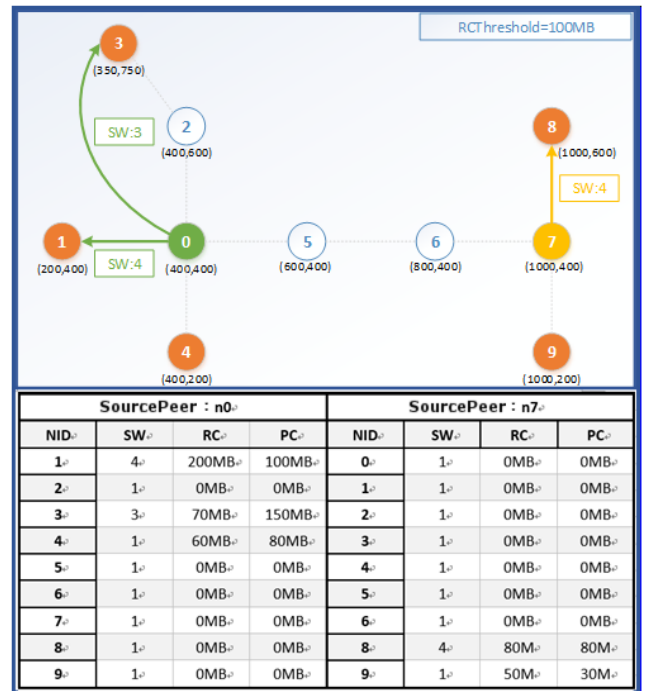 RCThreshold=100MB
3
(350,750)
SW:3
2
(400,600)
8
(1000,600)
SW:4
1
(200,400)
SW:4
0
(400,400)
5
(600,400)
6
(800,400)
7
(1000,400)
4
(400,200)
9
(1000,200)
SourcePeer：n0 SourcePeer：n7
NID SW RC PC NID SW RC PC
1 4 200MB 100MB 0 1 0MB 0MB
2 1 0MB 0MB 1 1 0MB 0MB
3 3 70MB 150MB 2 1 0MB 0MB
4 1 60MB 80MB 3 1 0MB 0MB
5 1 0MB 0MB 4 1 0MB 0MB
6 1 0MB 0MB 5 1 0MB 0MB
7 1 0MB 0MB 6 1 0MB 0MB
8 1 0MB 0MB 8 4 80M 80M
9 1 0MB 0MB 9 1 50M 30M